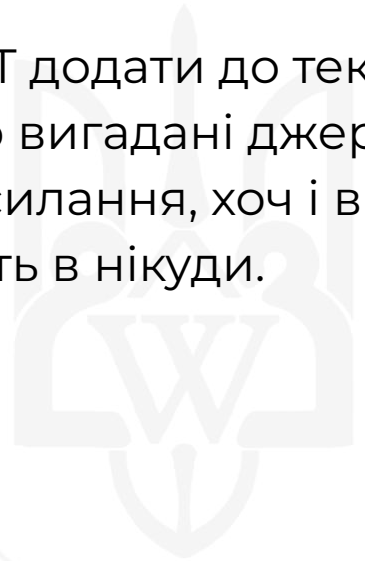 Т додати до тек
о вигадані джер
силання, хоч і в
ть в нікуди.
W